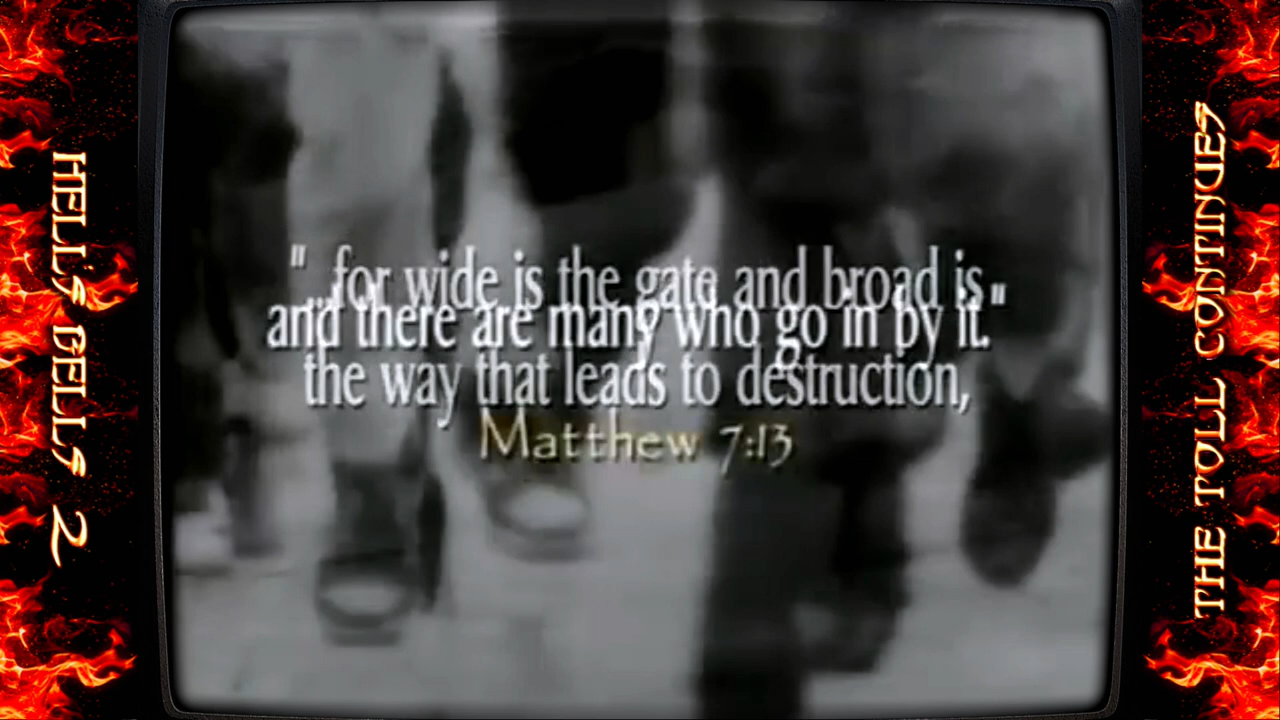 HELL'S BELLS 2
"...for wide is the gate and broad is
and there are many who go in by it."
the way that leads to destruction,
Matthew 7:13
THE TOLL CONTINUES